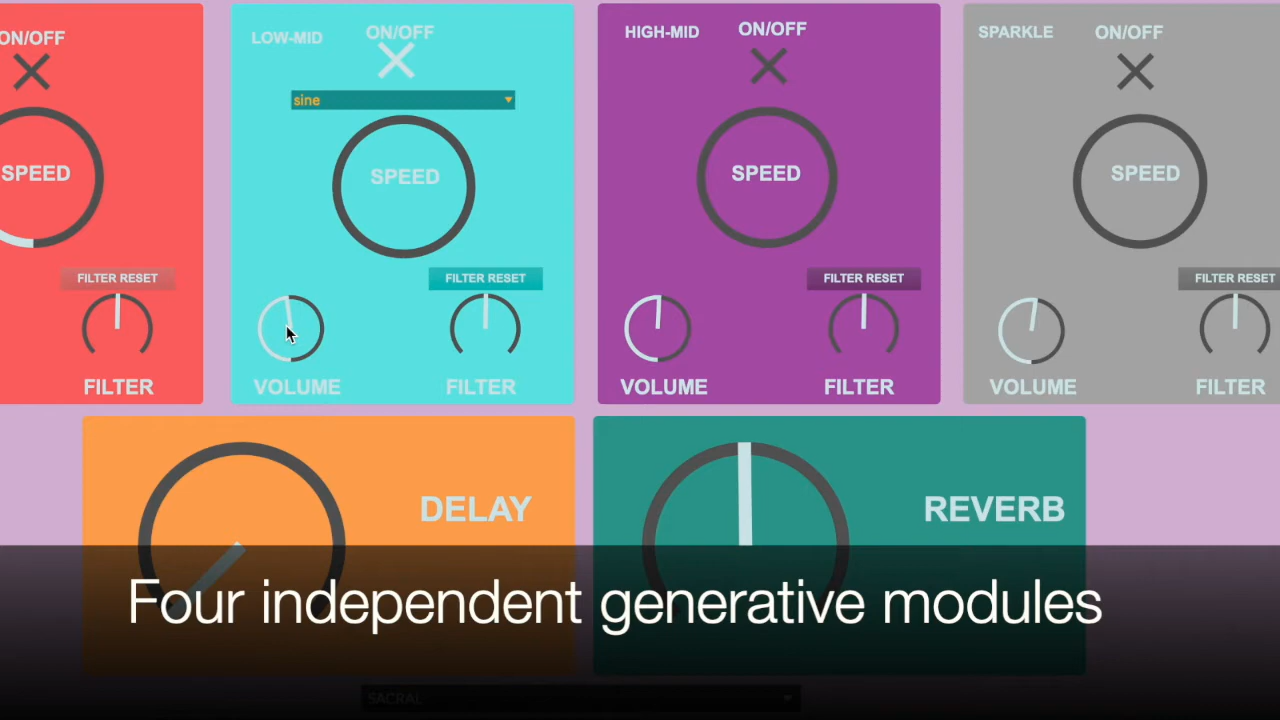 ON/OFF
SPEED
FILTER RESET
FILTER
LOW-MID
ON/OFF
sine
SPEED
FILTER RESET
VOLUME
FILTER
HIGH-MID
ON/OFF
SPEED
FILTER RESET
VOLUME
FILTER
SPARKLE
ON/OFF
SPEED
FILTER RESET
VOLUME
FILTER
DELAY
REVERB
Four independent generative modules
SACRAL